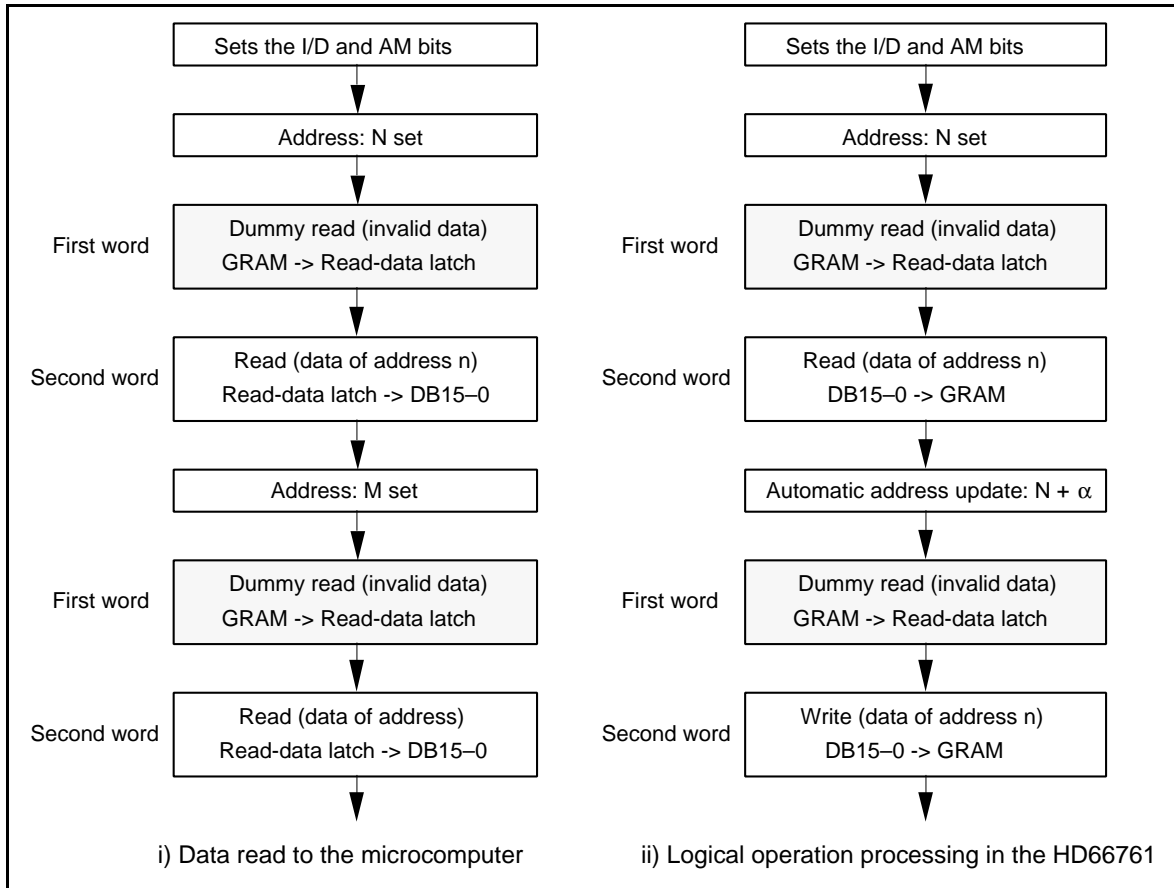 Sets the I/D and AM bits
Address: N set
First word
Dummy read (invalid data)
GRAM -> Read-data latch
Second word
Read (data of address n)
Read-data latch -> DB15–0
Address: M set
First word
Dummy read (invalid data)
GRAM -> Read-data latch
Second word
Read (data of address)
Read-data latch -> DB15–0
i) Data read to the microcomputer
Sets the I/D and AM bits
Address: N set
First word
Dummy read (invalid data)
GRAM -> Read-data latch
Second word
Read (data of address n)
DB15–0 -> GRAM
Automatic address update: N + α
First word
Dummy read (invalid data)
GRAM -> Read-data latch
Second word
Write (data of address n)
DB15–0 -> GRAM
ii) Logical operation processing in the HD66761